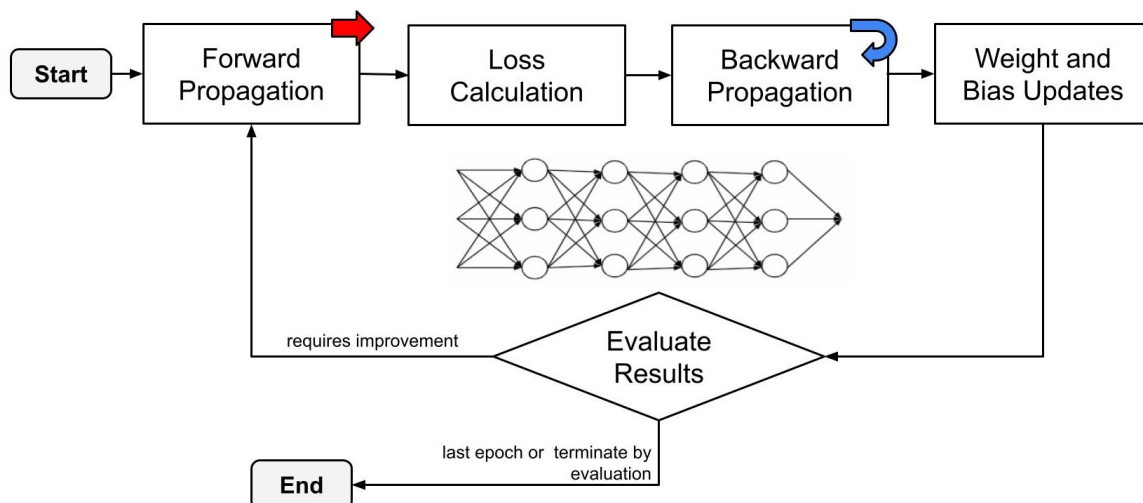 Start
Forward
Propagation
Loss
Calculation
Backward
Propagation
Weight and
Bias Updates
requires improvement
Evaluate
Results
last epoch or terminate by
evaluation
End